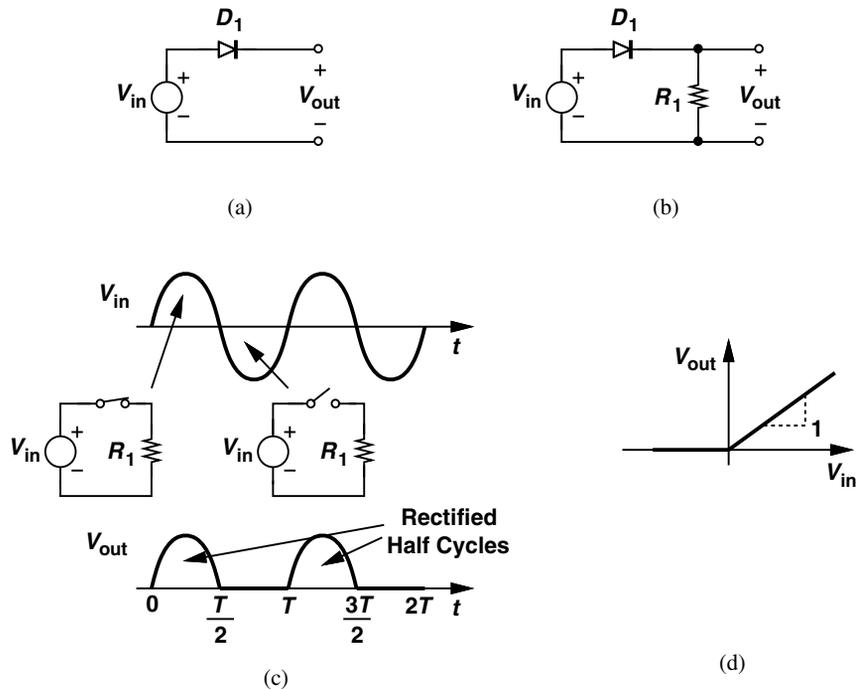 D1
Vin
+
−
+
Vout
−
(a)
D1
Vin
+
−
R1
+
Vout
−
(b)
Vin
t
Vin
+
−
R1
Vin
+
−
R1
Vout
Rectified
Half Cycles
0
T
2
T
3T
2
2T
t
(c)
Vout
1
Vin
(d)